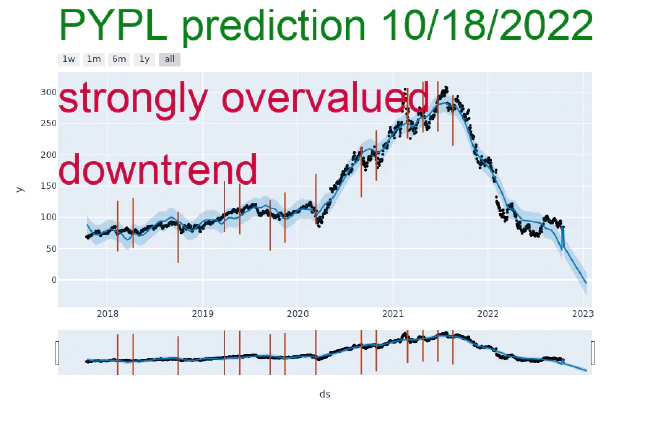 PYPL prediction 10/18/2022
1w 1m 6m 1y all
strongly overvalued
downtrend
y
300
250
200
150
100
50
0
2018 2019 2020 2021 2022 2023
ds